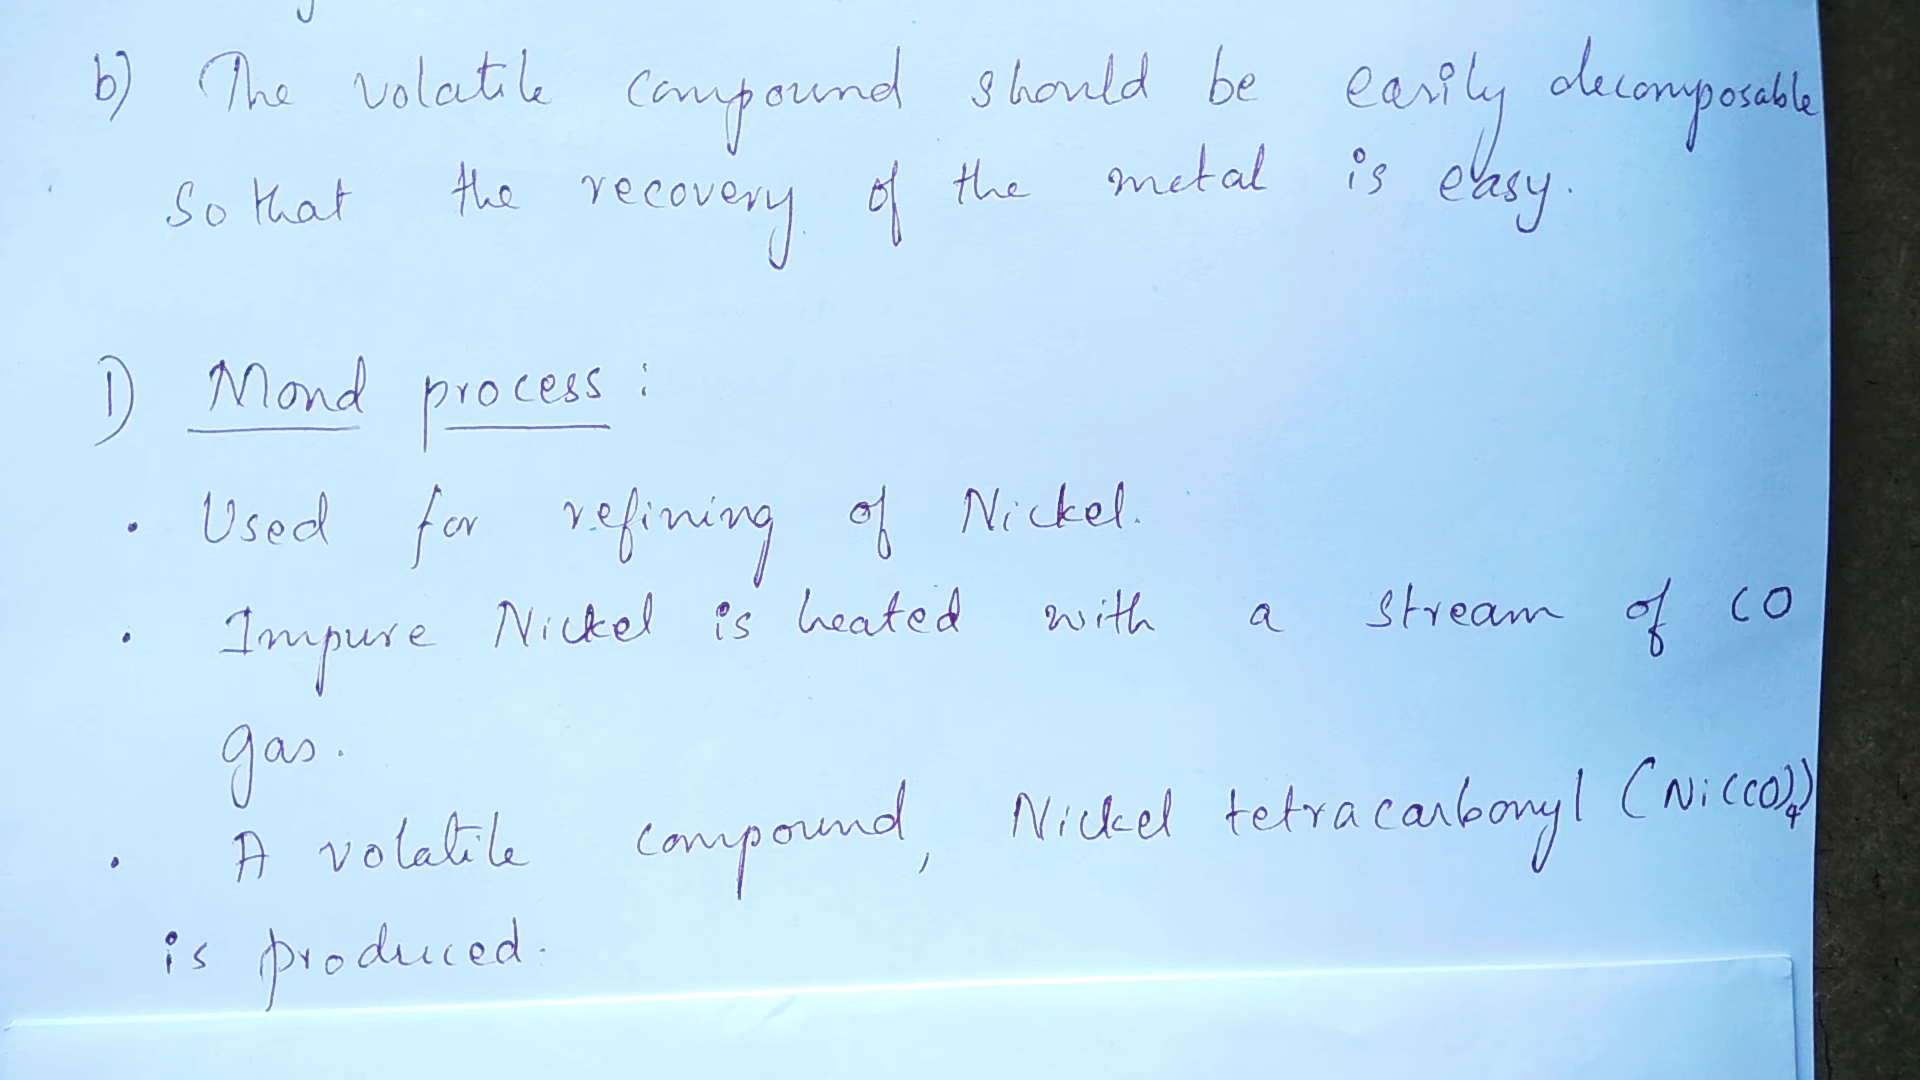 b) The volatile compound should be easily decomposable
so that the recovery of the metal is easy.
1) Mond process :
• Used for refining of Nickel.
• Impure Nickel is heated with a stream of CO
gas.
• A volatile compound, Nickel tetracarbonyl (Ni(CO)₄)
is produced.